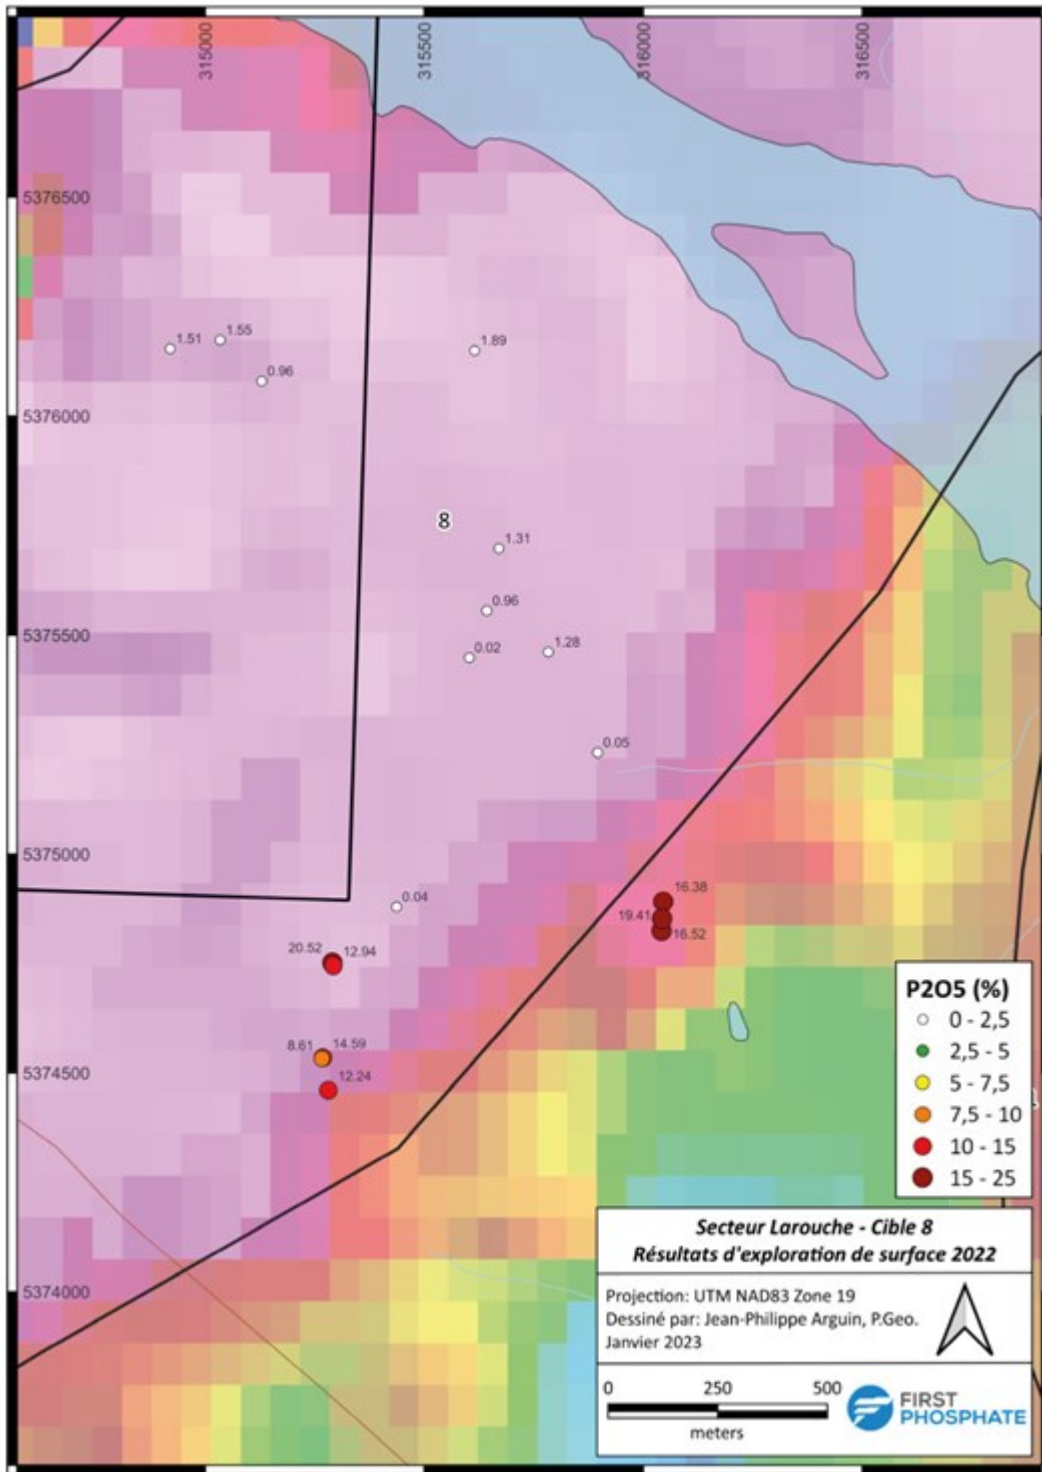 315000
315500
316000
316500
5376500
1.51
1.55
0.96
1.89
5376000
8
1.31
0.96
5375500
0.02
1.28
0.05
5375000
0.04
16.38
19.41
16.52
20.52
12.94
8.61
14.59
5374500
12.24
P2O5 (%)
0 - 2,5
2,5 - 5
5 - 7,5
7,5 - 10
10 - 15
15 - 25
Secteur Larouche - Cible 8
Résultats d'exploration de surface 2022
5374000
Projection: UTM NAD83 Zone 19
Dessiné par: Jean-Philippe Arguin, P.Geo.
Janvier 2023
0 250 500
meters
FIRST
PHOSPHATE